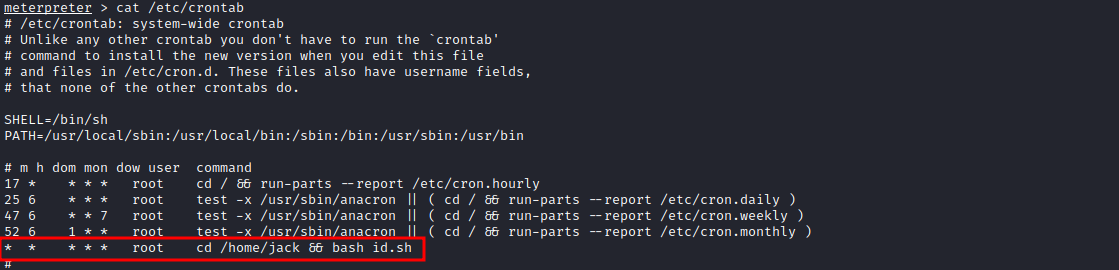 meterpreter > cat /etc/crontab
# /etc/crontab: system-wide crontab
# Unlike any other crontab you don't have to run the `crontab'
# command to install the new version when you edit this file
# and files in /etc/cron.d. These files also have username fields,
# that none of the other crontabs do.
SHELL=/bin/sh
PATH=/usr/local/sbin:/usr/local/bin:/sbin:/bin:/usr/sbin:/usr/bin
# m h dom mon dow user  command
17 *    * * *   root    cd / && run-parts --report /etc/cron.hourly
25 6    * * *   root    test -x /usr/sbin/anacron || ( cd / && run-parts --report /etc/cron.daily )
47 6    * * 7   root    test -x /usr/sbin/anacron || ( cd / && run-parts --report /etc/cron.weekly )
52 6    1 * *   root    test -x /usr/sbin/anacron || ( cd / && run-parts --report /etc/cron.monthly )
*  *    * * *   root    cd /home/jack && bash id.sh
#